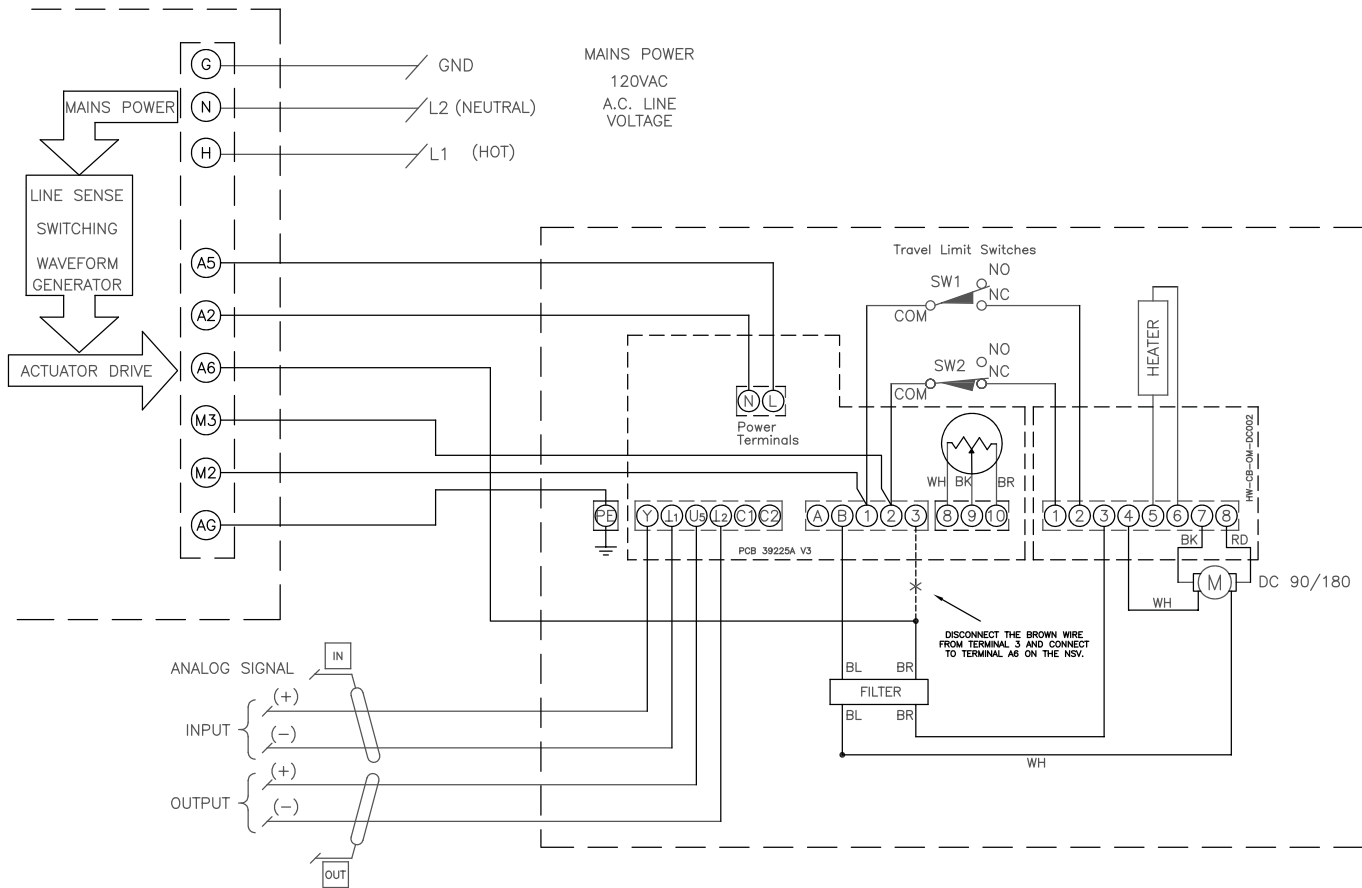 G
GND
MAINS POWER
120VAC
A.C. LINE
VOLTAGE
MAINS POWER
N
L2 (NEUTRAL)
H
L1 (HOT)
LINE SENSE
SWITCHING
WAVEFORM
GENERATOR
ACTUATOR DRIVE
A5
A2
A6
M3
M2
AG
Travel Limit Switches
SW1
NO
NC
COM
SW2
NO
NC
COM
HEATER
N L
Power
Terminals
WH BK BR
HW-CB-OM-DC002
PE
Y ⊥1 U5 ⊥2 C1 C2
A B 1 2 3
8 9 10
1 2 3 4 5 6 7 8
PCB 39225A V3
BK RD
M
DC 90/180
WH
DISCONNECT THE BROWN WIRE
FROM TERMINAL 3 AND CONNECT
TO TERMINAL A6 ON THE NSV.
BL BR
FILTER
BL BR
WH
ANALOG SIGNAL
IN
INPUT
(+)
(-)
OUTPUT
(+)
(-)
OUT